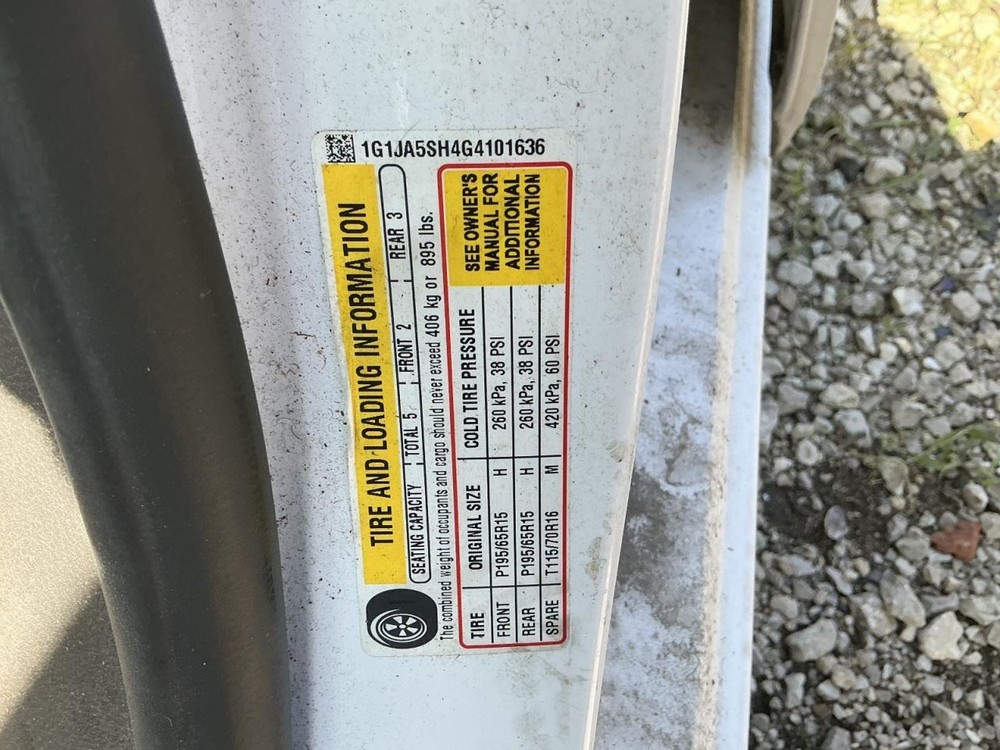 1G1JA5SH4G4101636
TIRE AND LOADING INFORMATION
SEATING CAPACITY TOTAL 5 FRONT 2 REAR 3
The combined weight of occupants and cargo should never exceed 406 kg or 895 lbs.
TIRE ORIGINAL SIZE COLD TIRE PRESSURE
FRONT P195/65R15 H 260 kPa, 38 PSI
REAR P195/65R15 H 260 kPa, 38 PSI
SPARE T115/70R16 M 420 kPa, 60 PSI
SEE OWNER'S
MANUAL FOR
ADDITIONAL
INFORMATION